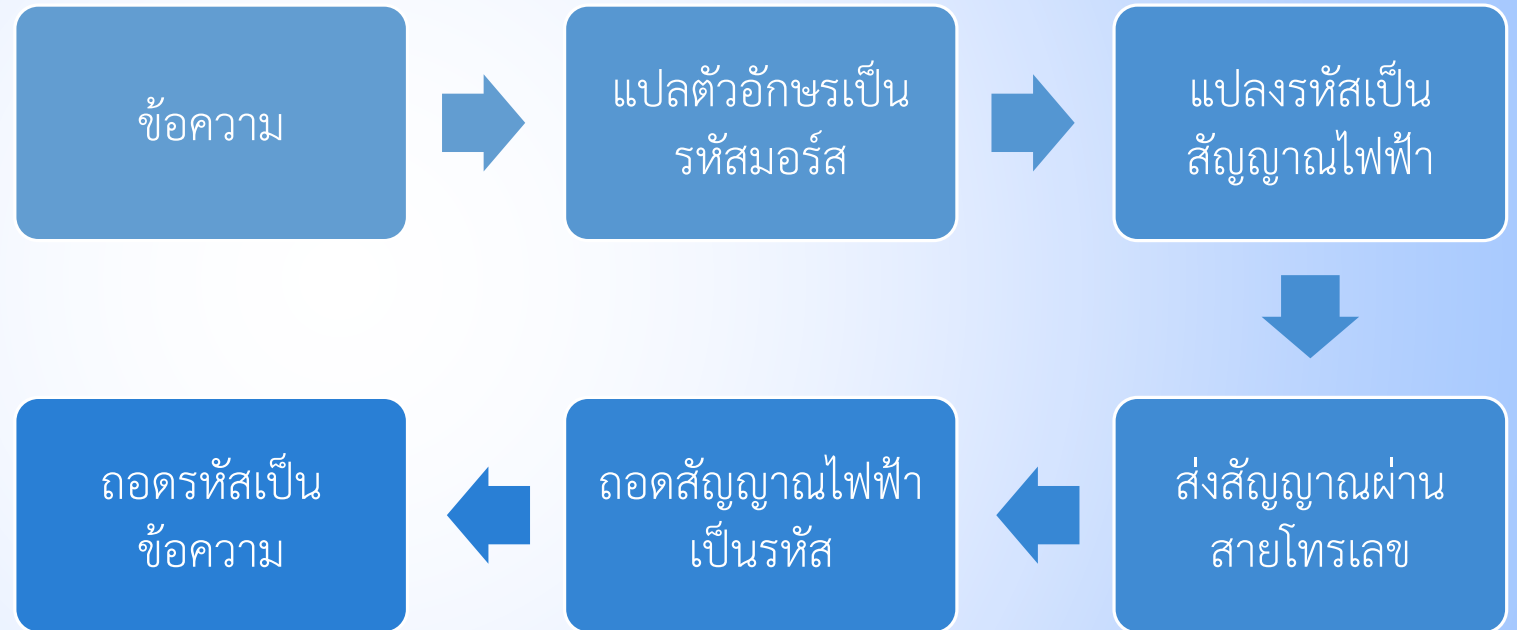 ข้อความ
แปลตัวอักษรเป็น
รหัสมอร์ส
แปลงรหัสเป็น
สัญญาณไฟฟ้า
ส่งสัญญาณผ่าน
สายโทรเลข
ถอดสัญญาณไฟฟ้า
เป็นรหัส
ถอดรหัสเป็น
ข้อความ